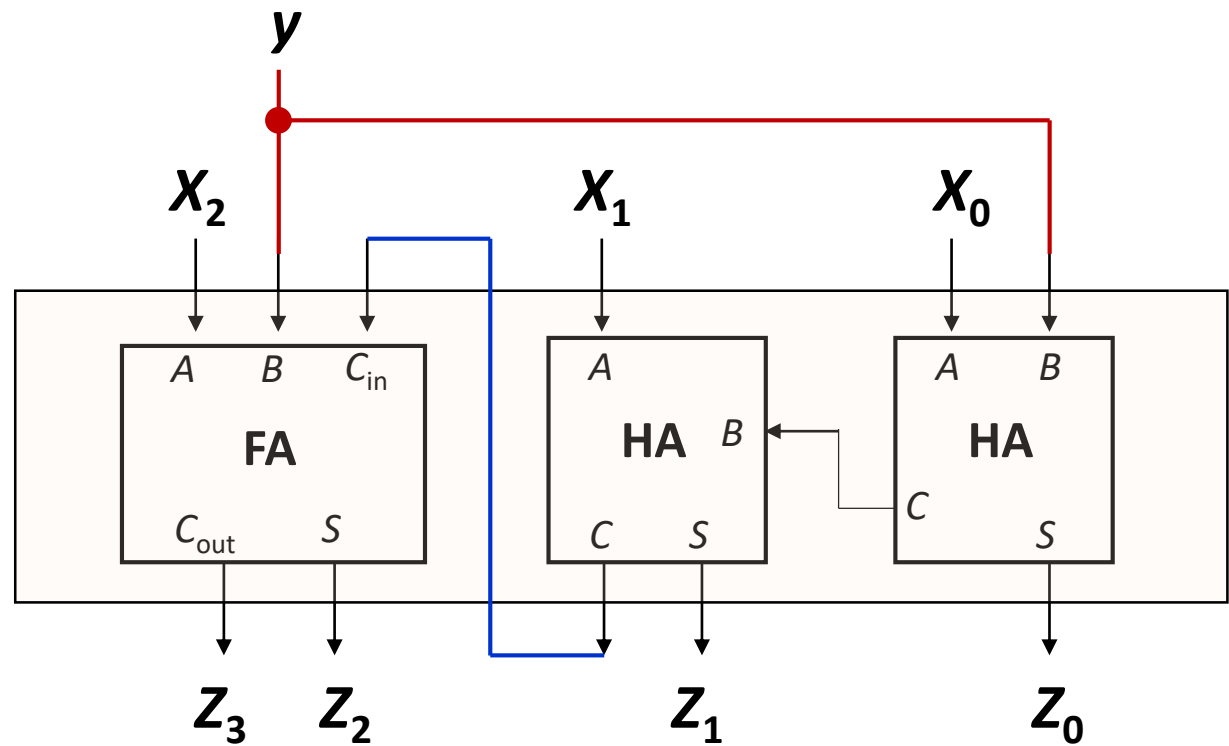 y
X₂ X₁ X₀
A B Cᵢₙ A A B
FA HA B HA
C
Cₒᵤₜ S C S S
Z₃ Z₂ Z₁ Z₀